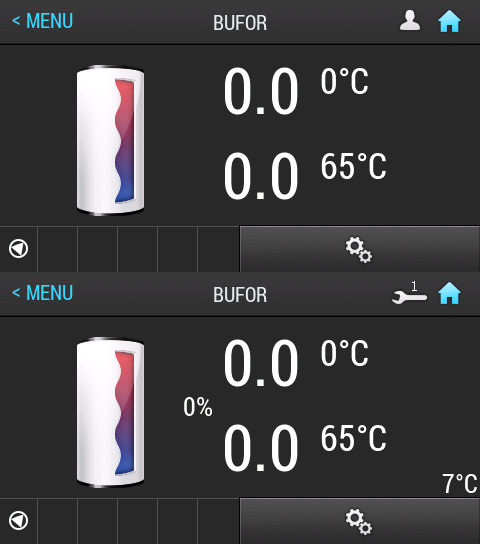 < MENU BUFOR
0.0 0°C
0.0 65°C
< MENU BUFOR 1
0.0 0°C
0%
0.0 65°C
7°C